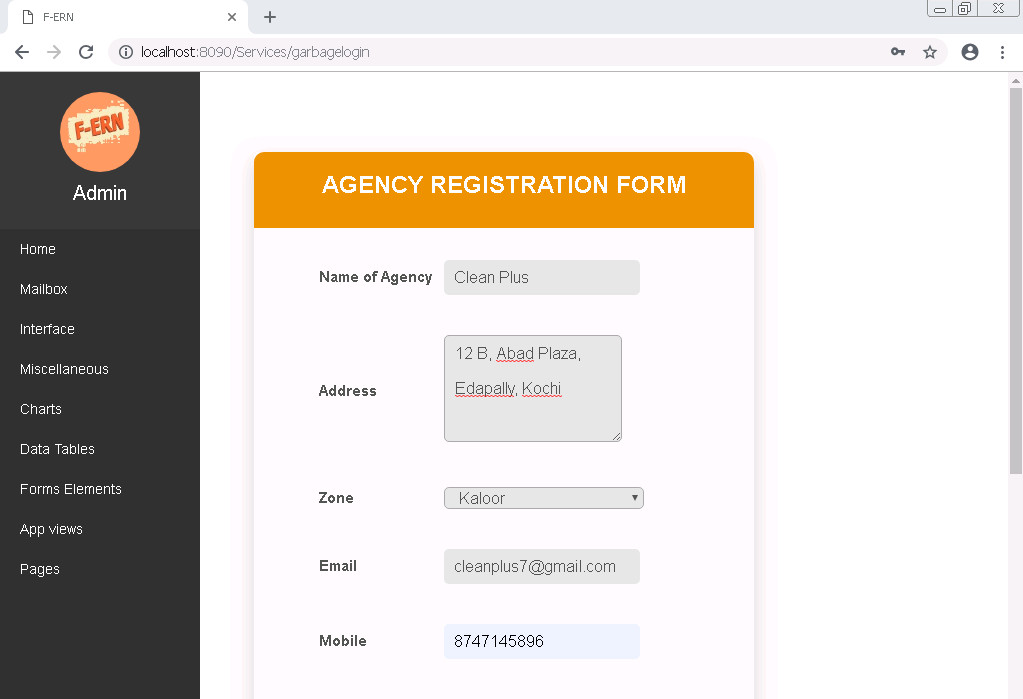 F-ERN
localhost:8090/Services/garbagelogin
F-ERN
Admin
Home
Mailbox
Interface
Miscellaneous
Charts
Data Tables
Forms Elements
App views
Pages
AGENCY REGISTRATION FORM
Name of Agency Clean Plus
Address 12 B, Abad Plaza,
Edapally, Kochi
Zone Kaloor
Email cleanplus7@gmail.com
Mobile 8747145896